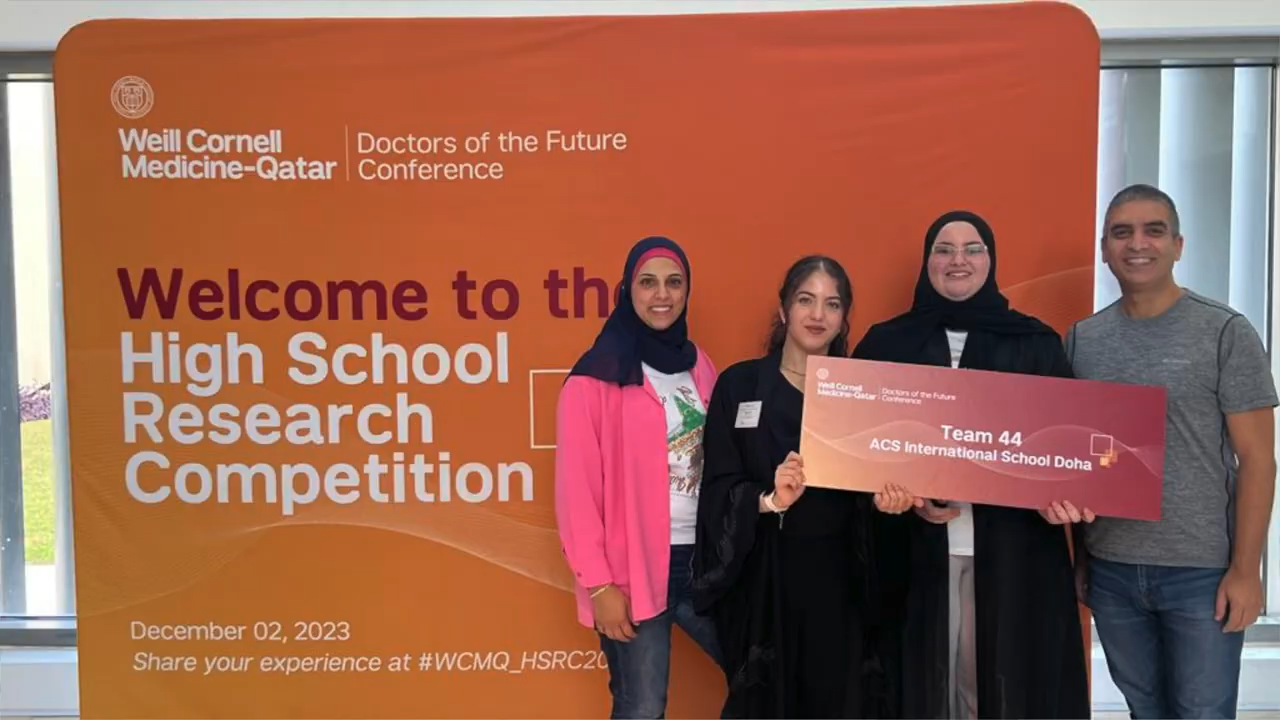 Weill Cornell
Medicine-Qatar
Doctors of the Future
Conference
Welcome to the
High School
Research
Competition
December 02, 2023
Share your experience at #WCMQ_HSRC20
Weill Cornell
Medicine-Qatar
Doctors of the Future
Conference
Team 44
ACS International School Doha